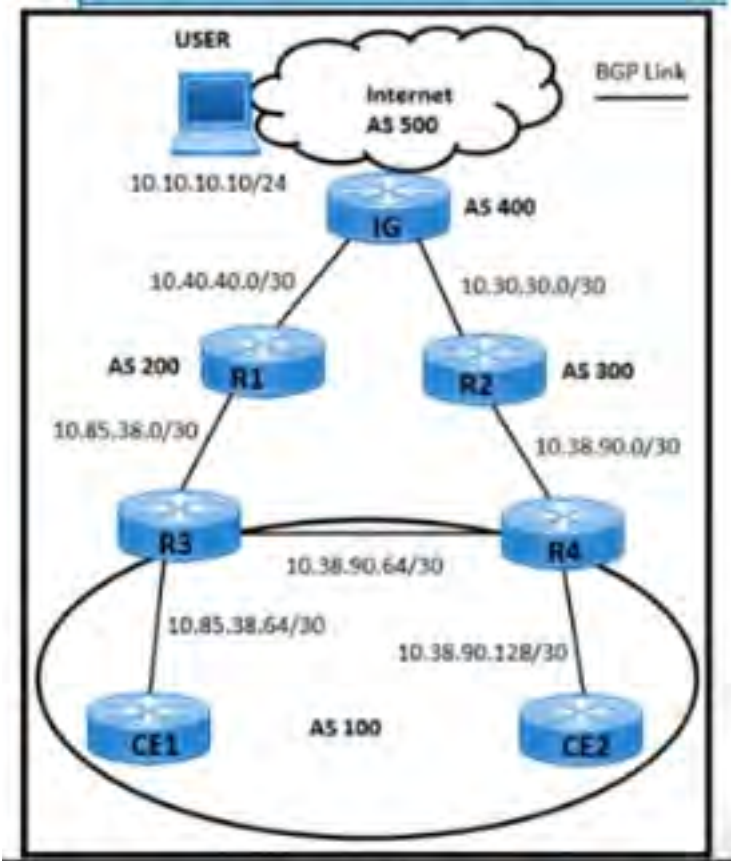 USER
BGP Link
Internet
AS 500
10.10.10.10/24
AS 400
IG
10.40.40.0/30
10.30.30.0/30
AS 200
R1
R2
AS 300
10.85.38.0/30
10.38.90.0/30
R3
R4
10.38.90.64/30
10.85.38.64/30
10.38.90.128/30
CE1
AS 100
CE2